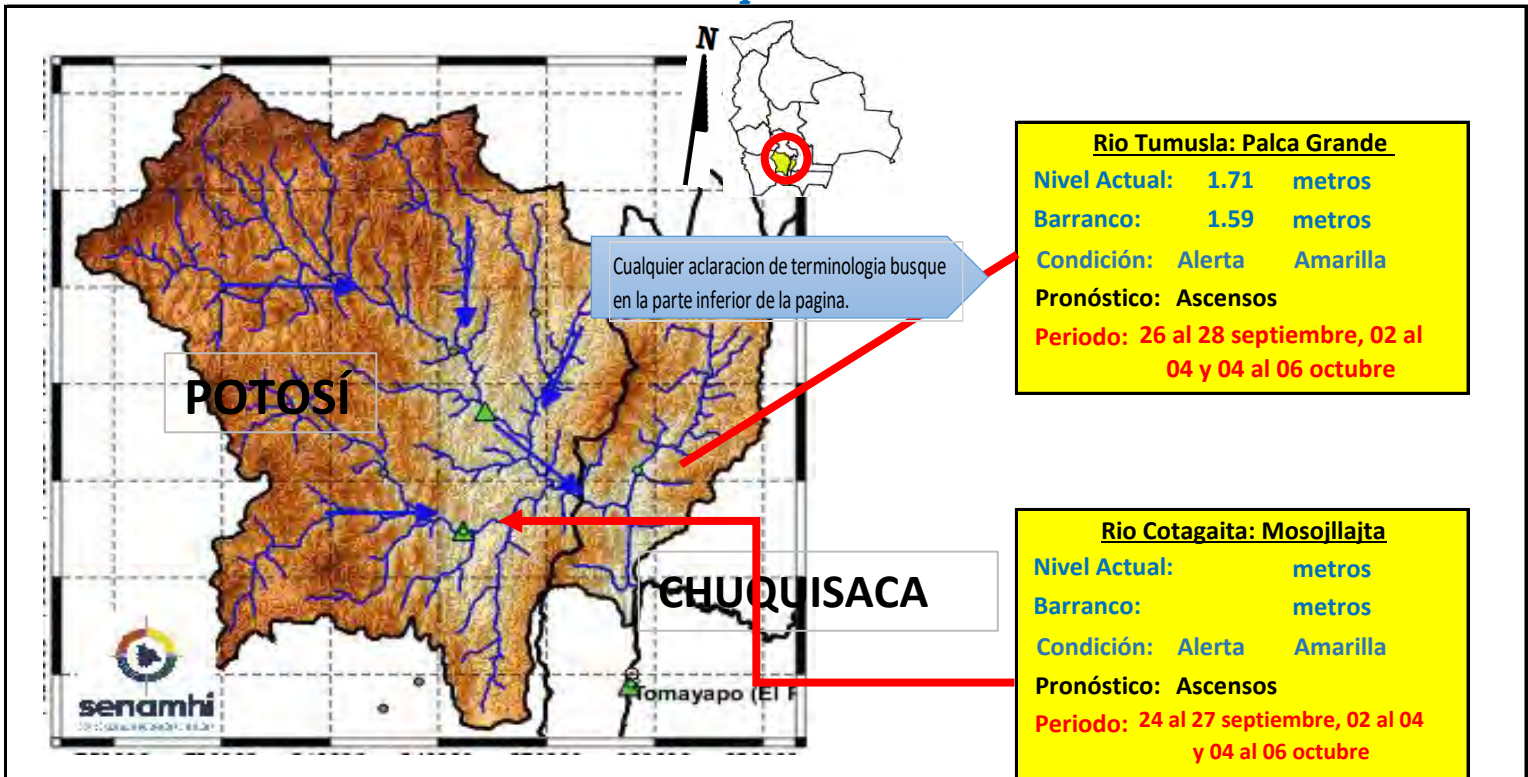 N
Cualquier aclaracion de terminologia busque
en la parte inferior de la pagina.
POTOSÍ
CHUQUISACA
Tomayapo (El
senamhi
Rio Tumusla: Palca Grande
Nivel Actual: 1.71 metros
Barranco: 1.59 metros
Condición: Alerta Amarilla
Pronóstico: Ascensos
Periodo: 26 al 28 septiembre, 02 al
04 y 04 al 06 octubre
Rio Cotagaita: Mosojllajta
Nivel Actual: metros
Barranco: metros
Condición: Alerta Amarilla
Pronóstico: Ascensos
Periodo: 24 al 27 septiembre, 02 al 04
y 04 al 06 octubre